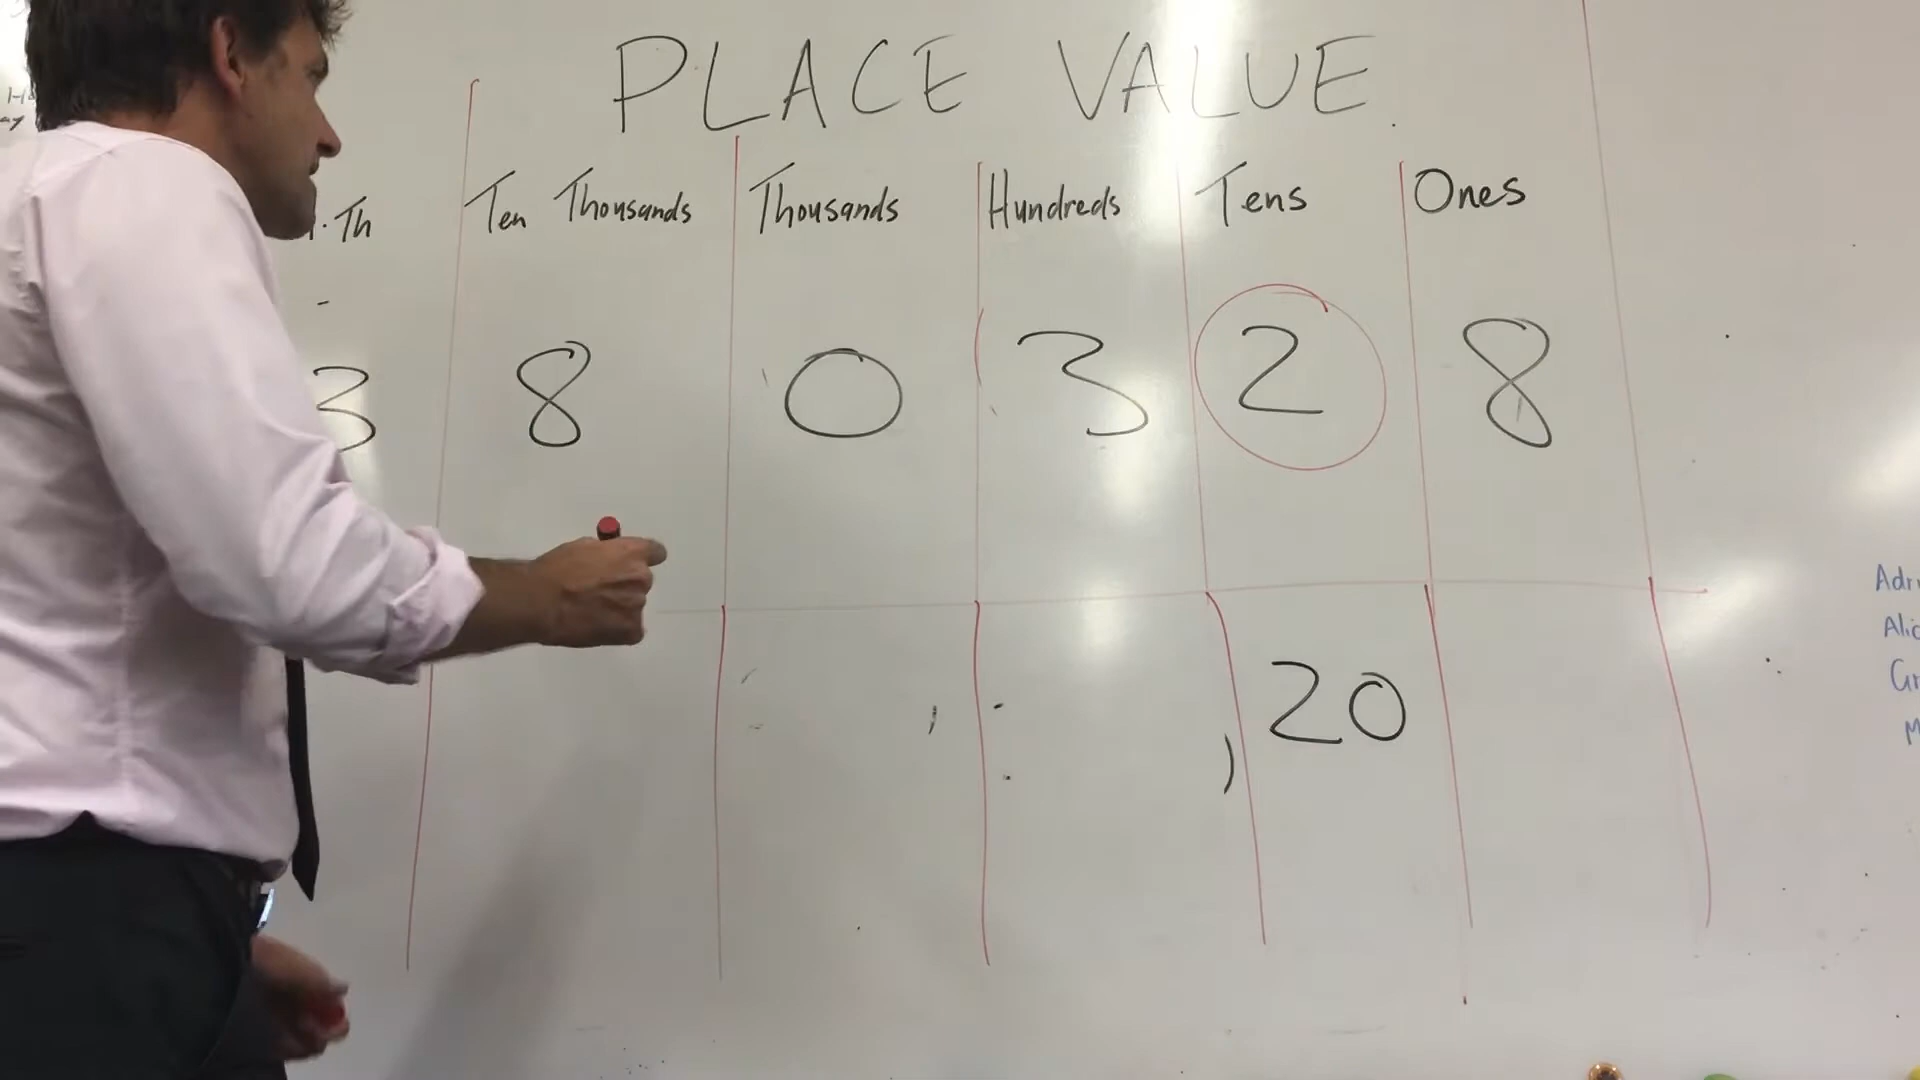 PLACE VALUE
. Th Ten Thousands Thousands Hundreds Tens Ones
3 8 0 3 2 8
20